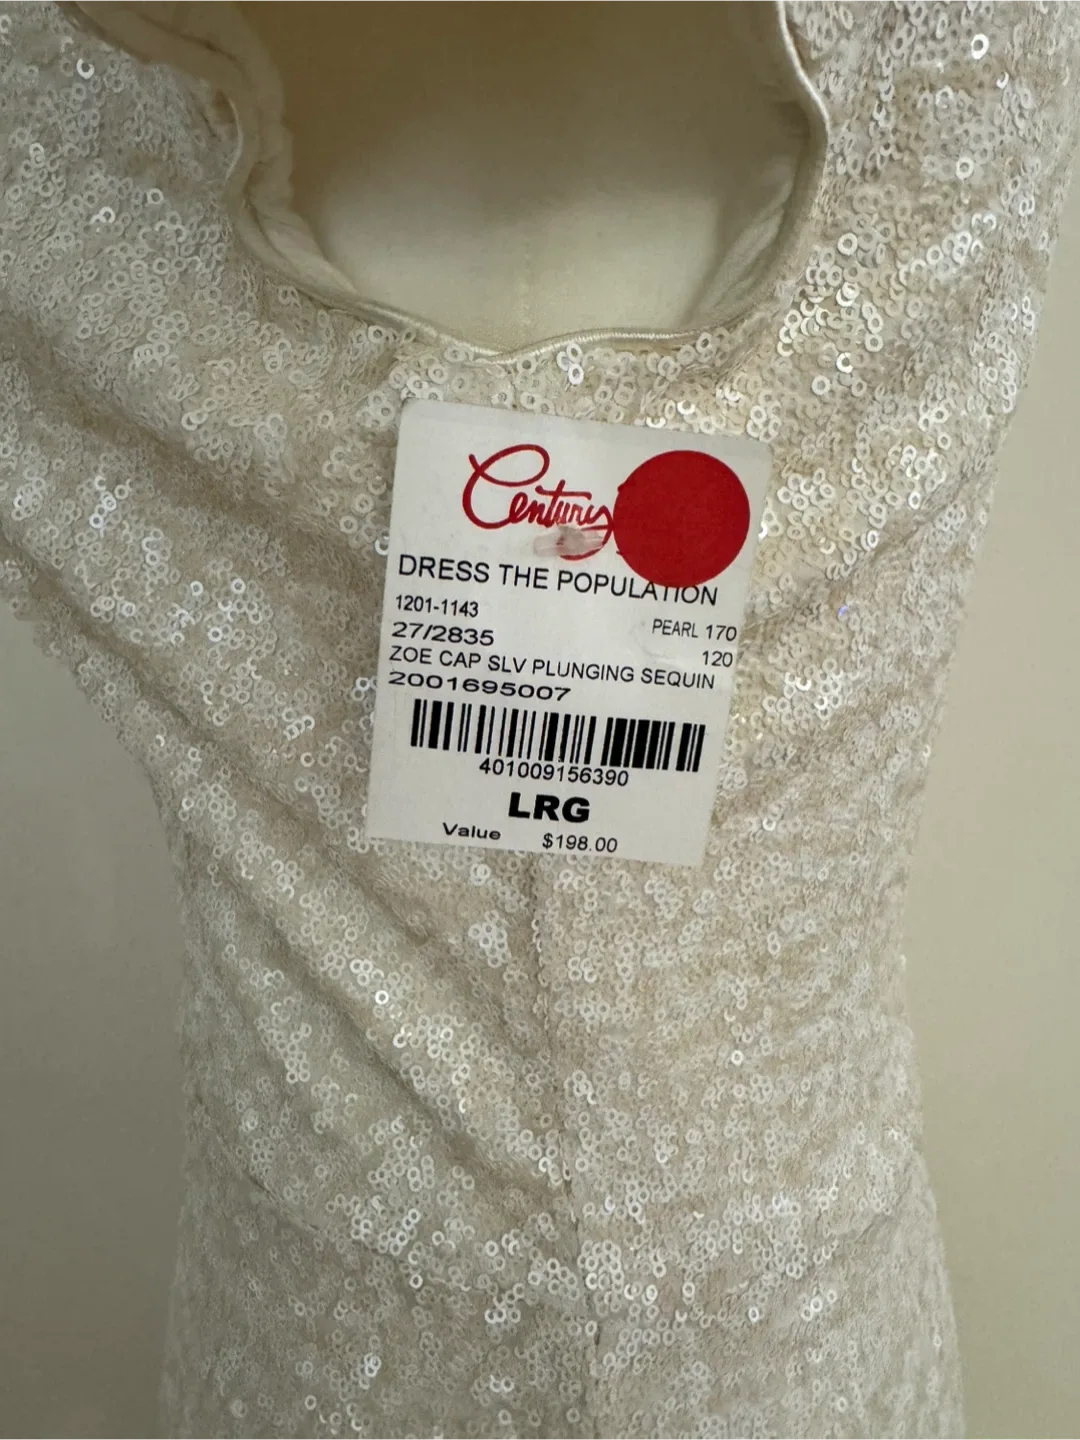 Century
DRESS THE POPULATION
1201-1143
PEARL 170
27/2835
120
ZOE CAP SLV PLUNGING SEQUIN
2001695007
401009156390
LRG
Value $198.00